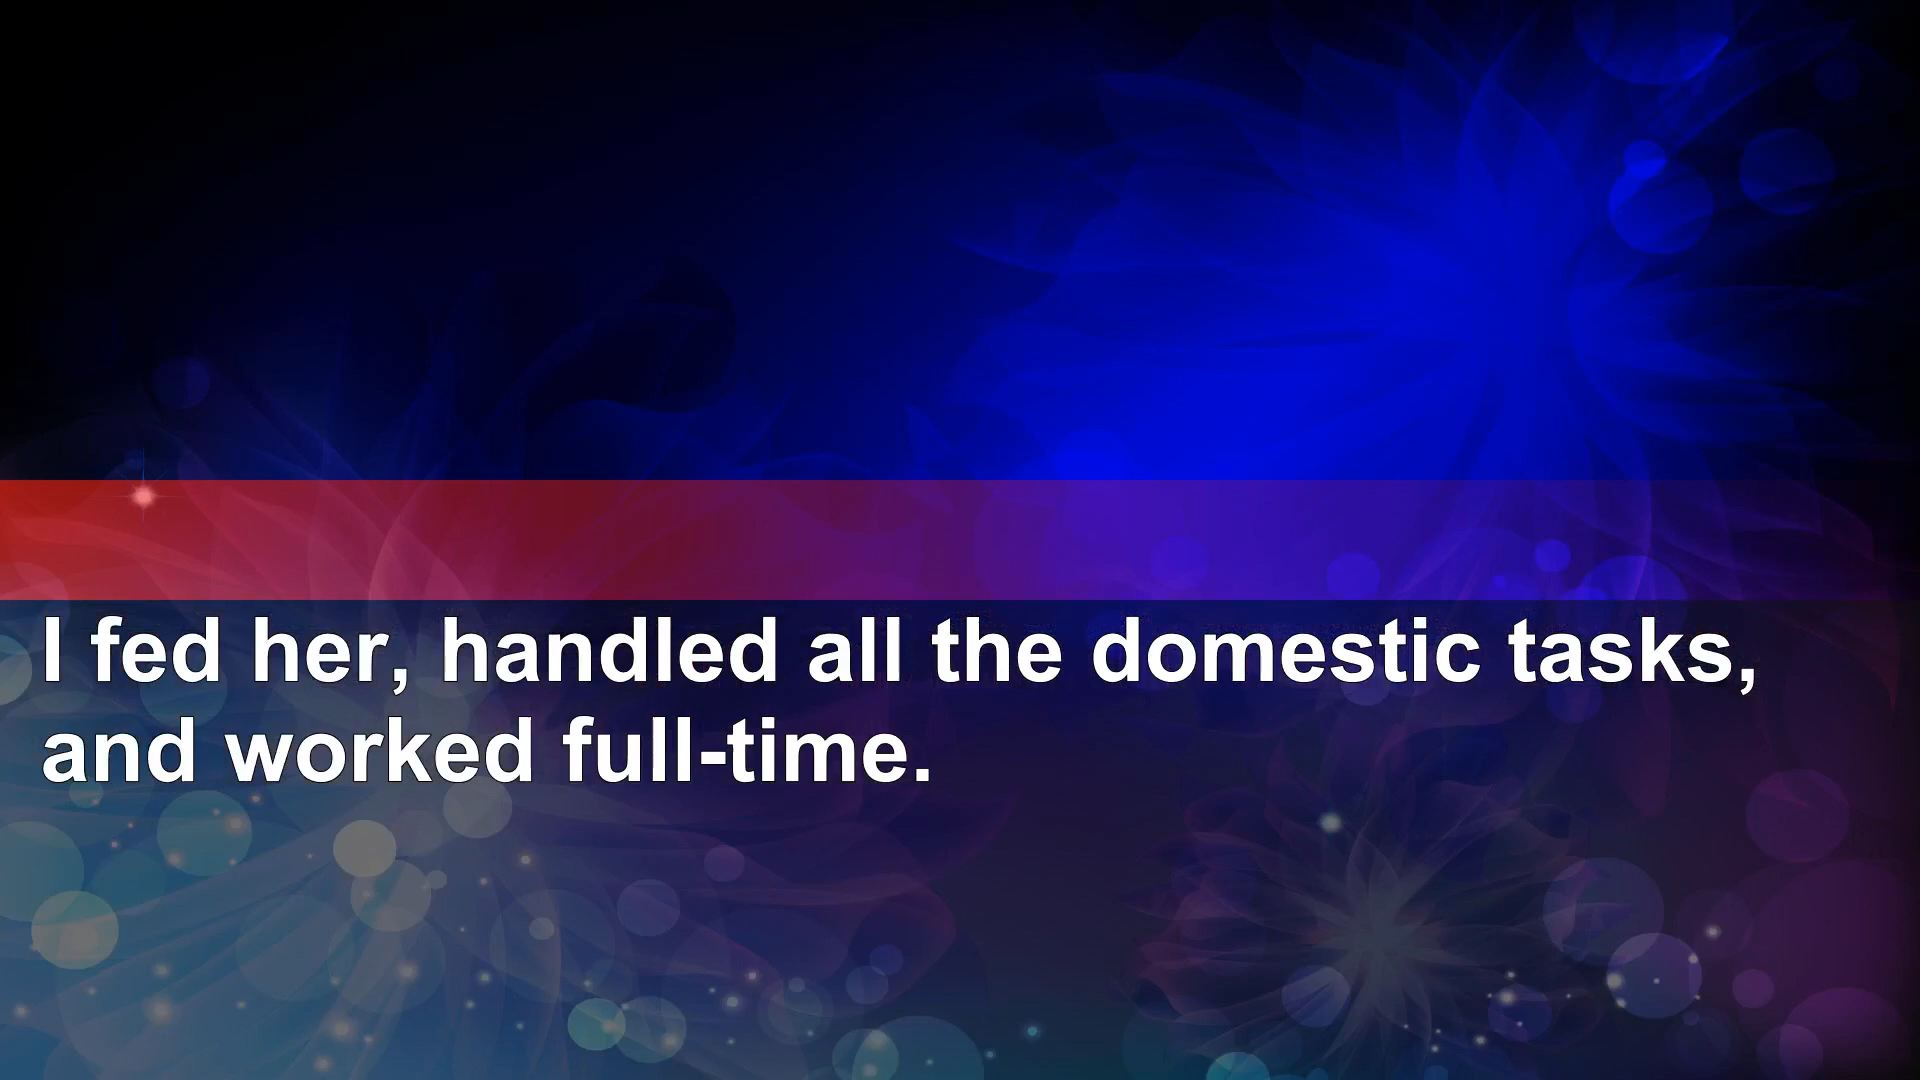 I fed her, handled all the domestic tasks,
and worked full-time.